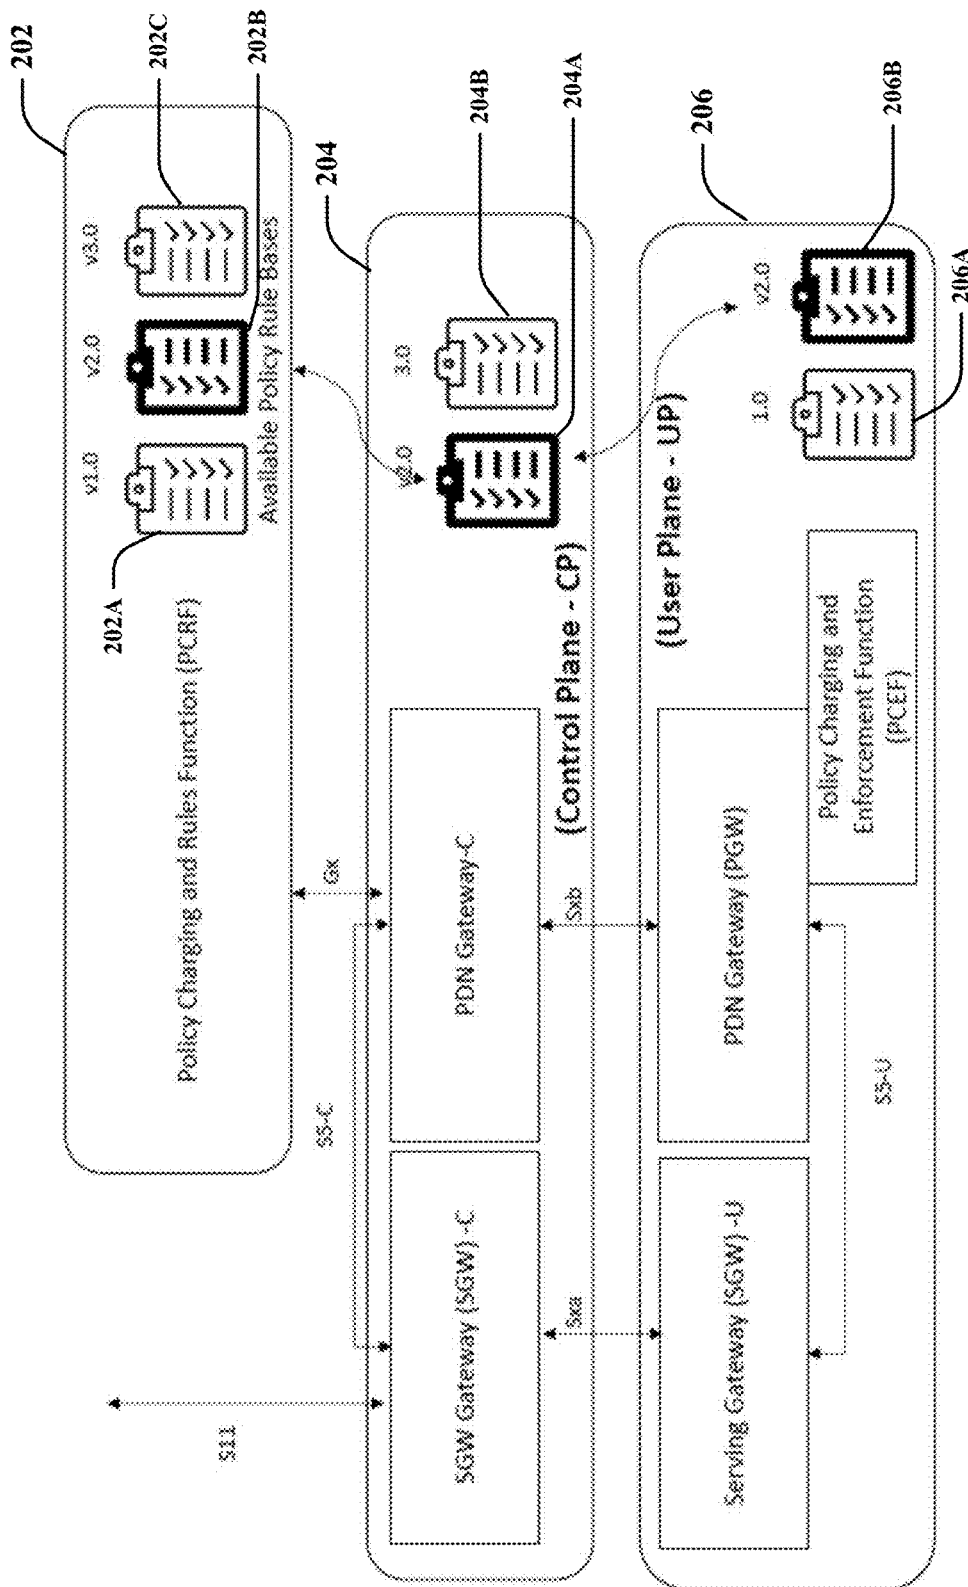 202
Policy Charging and Rules Function (PCRF)
v1.0
v2.0
v3.0
Available Policy Rule Bases
202A
202C
202B
S11
S5-C
Gx
204
SGW Gateway (SGW) -C
PDN Gateway-C
v2.0
3.0
204B
204A
(Control Plane - CP)
Sxa
Sxb
(User Plane - UP)
206
Serving Gateway (SGW) -U
PDN Gateway (PGW)
Policy Charging and
Enforcement Function
(PCEF)
1.0
v2.0
206B
206A
S5-U